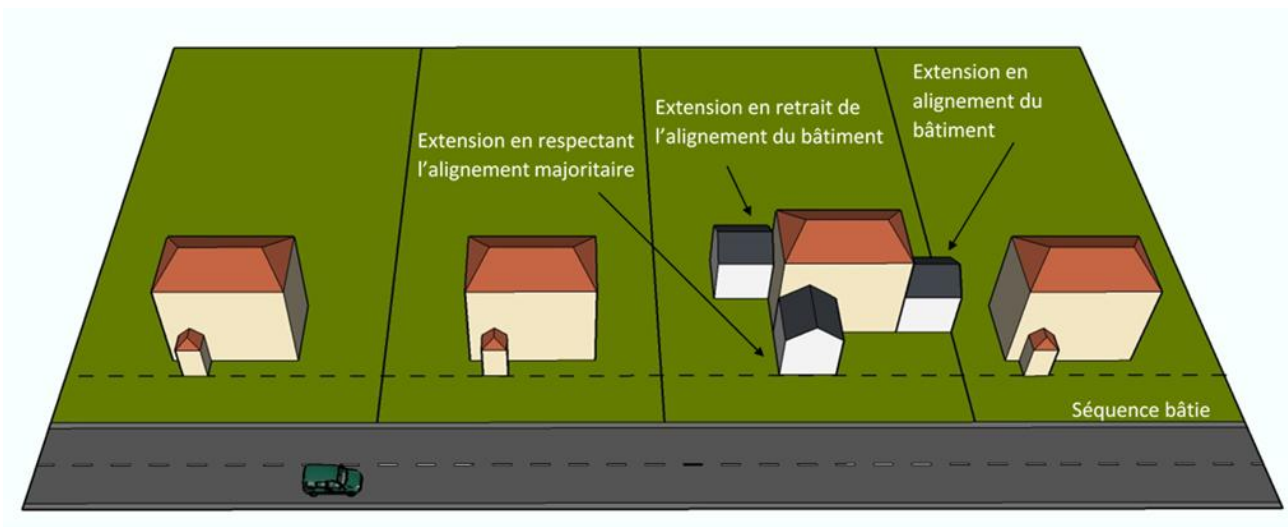 Extension en respectant
l'alignement majoritaire
Extension en retrait de
l'alignement du bâtiment
Extension en
alignement du
bâtiment
Séquence bâtie